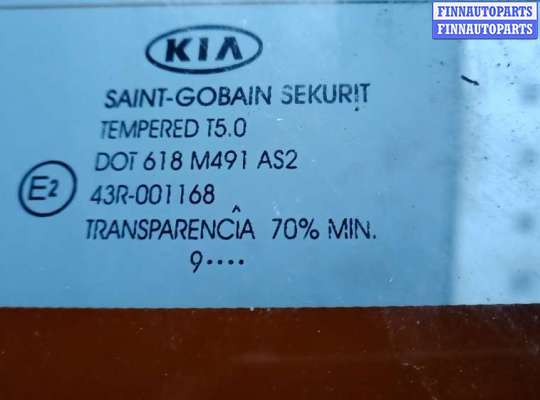 FINNAUTOPARTS
FINNAUTOPARTS
KIA
SAINT-GOBAIN SEKURIT
TEMPERED T5.0
DOT 618 M491 AS2
E2
43R-001168
TRANSPARENCIA 70% MIN.
9····